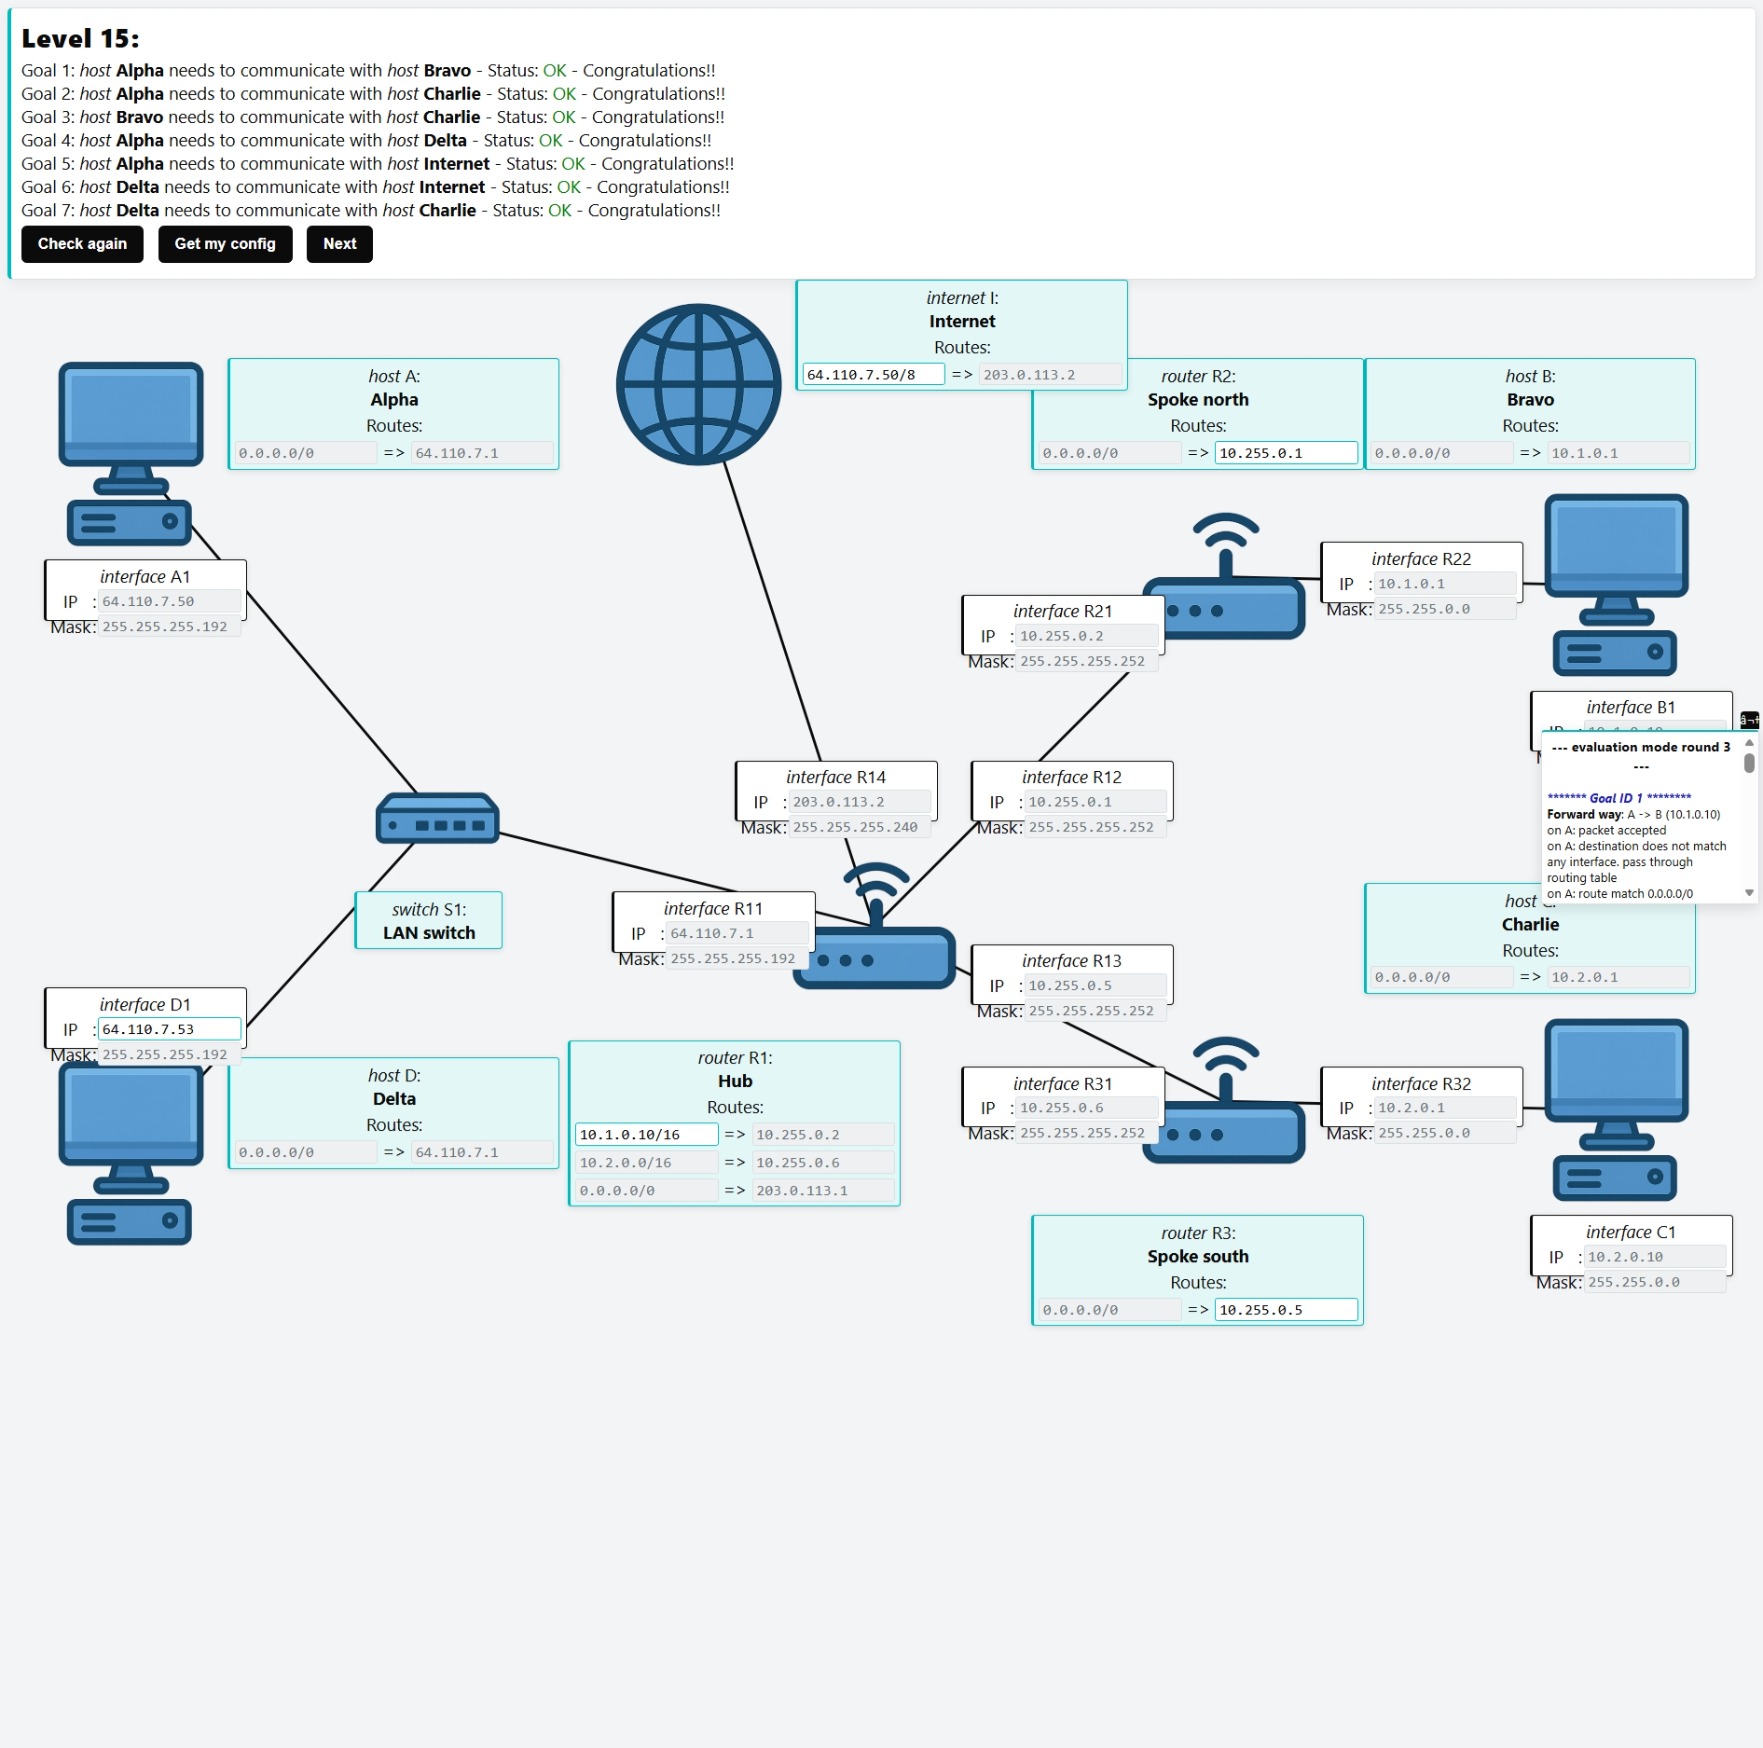 Level 15:
Goal 1: host Alpha needs to communicate with host Bravo - Status: OK - Congratulations!!
Goal 2: host Alpha needs to communicate with host Charlie - Status: OK - Congratulations!!
Goal 3: host Bravo needs to communicate with host Charlie - Status: OK - Congratulations!!
Goal 4: host Alpha needs to communicate with host Delta - Status: OK - Congratulations!!
Goal 5: host Alpha needs to communicate with host Internet - Status: OK - Congratulations!!
Goal 6: host Delta needs to communicate with host Internet - Status: OK - Congratulations!!
Goal 7: host Delta needs to communicate with host Charlie - Status: OK - Congratulations!!
Check again Get my config Next
internet I:
Internet
Routes:
64.110.7.50/8 => 203.0.113.2
host A:
Alpha
Routes:
0.0.0.0/0 => 64.110.7.1
router R2:
Spoke north
Routes:
0.0.0.0/0 => 10.255.0.1
host B:
Bravo
Routes:
0.0.0.0/0 => 10.1.0.1
interface A1
IP : 64.110.7.50
Mask: 255.255.255.192
interface R22
IP : 10.1.0.1
Mask: 255.255.0.0
interface R21
IP : 10.255.0.2
Mask: 255.255.255.252
interface B1
--- evaluation mode round 3
---
******* Goal ID 1 ********
Forward way: A -> B (10.1.0.10)
on A: packet accepted
on A: destination does not match
any interface. pass through
routing table
on A: route match 0.0.0.0/0
interface R14
IP : 203.0.113.2
Mask: 255.255.255.240
interface R12
IP : 10.255.0.1
Mask: 255.255.255.252
switch S1:
LAN switch
interface R11
IP : 64.110.7.1
Mask: 255.255.255.192
interface R13
IP : 10.255.0.5
Mask: 255.255.255.252
host
Charlie
Routes:
0.0.0.0/0 => 10.2.0.1
interface D1
IP : 64.110.7.53
Mask: 255.255.255.192
host D:
Delta
Routes:
0.0.0.0/0 => 64.110.7.1
router R1:
Hub
Routes:
10.1.0.10/16 => 10.255.0.2
10.2.0.0/16 => 10.255.0.6
0.0.0.0/0 => 203.0.113.1
interface R31
IP : 10.255.0.6
Mask: 255.255.255.252
interface R32
IP : 10.2.0.1
Mask: 255.255.0.0
router R3:
Spoke south
Routes:
0.0.0.0/0 => 10.255.0.5
interface C1
IP : 10.2.0.10
Mask: 255.255.0.0